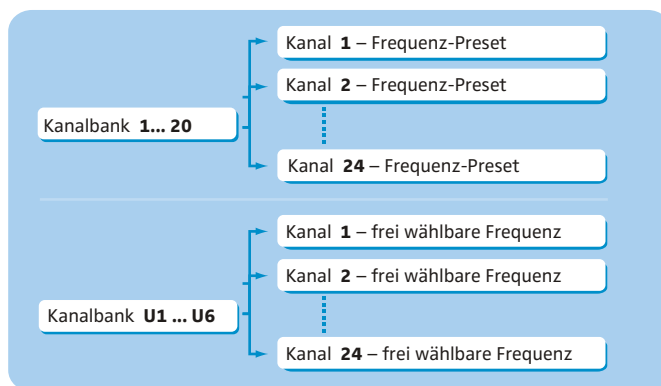 Kanal 1 – Frequenz-Preset
Kanal 2 – Frequenz-Preset
Kanalbank 1... 20
Kanal 24 – Frequenz-Preset
Kanal 1 – frei wählbare Frequenz
Kanal 2 – frei wählbare Frequenz
Kanalbank U1 ... U6
Kanal 24 – frei wählbare Frequenz